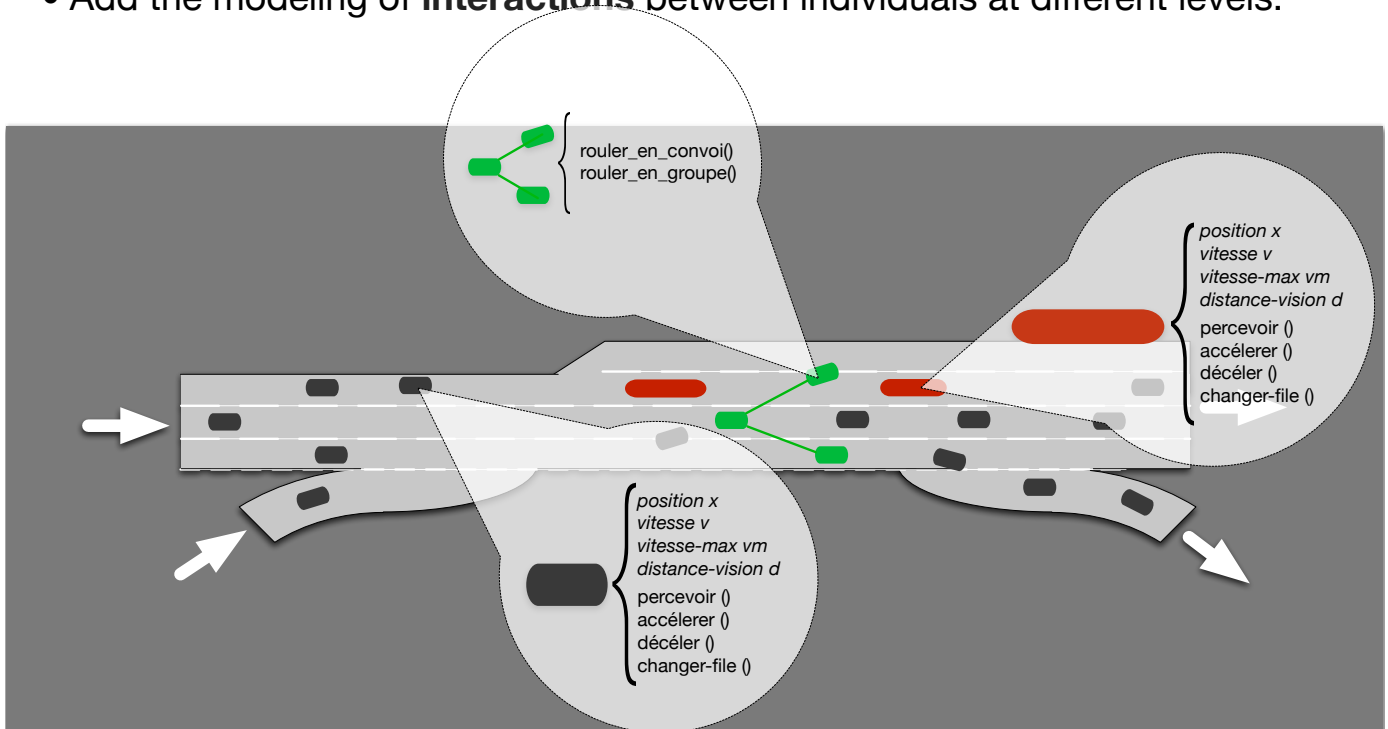 • Add the modeling of interactions between individuals at different levels.
rouler_en_convoi()
rouler_en_groupe()
position x
vitesse v
vitesse-max vm
distance-vision d
percevoir ()
accélerer ()
décéler ()
changer-file ()
position x
vitesse v
vitesse-max vm
distance-vision d
percevoir ()
accélerer ()
décéler ()
changer-file ()